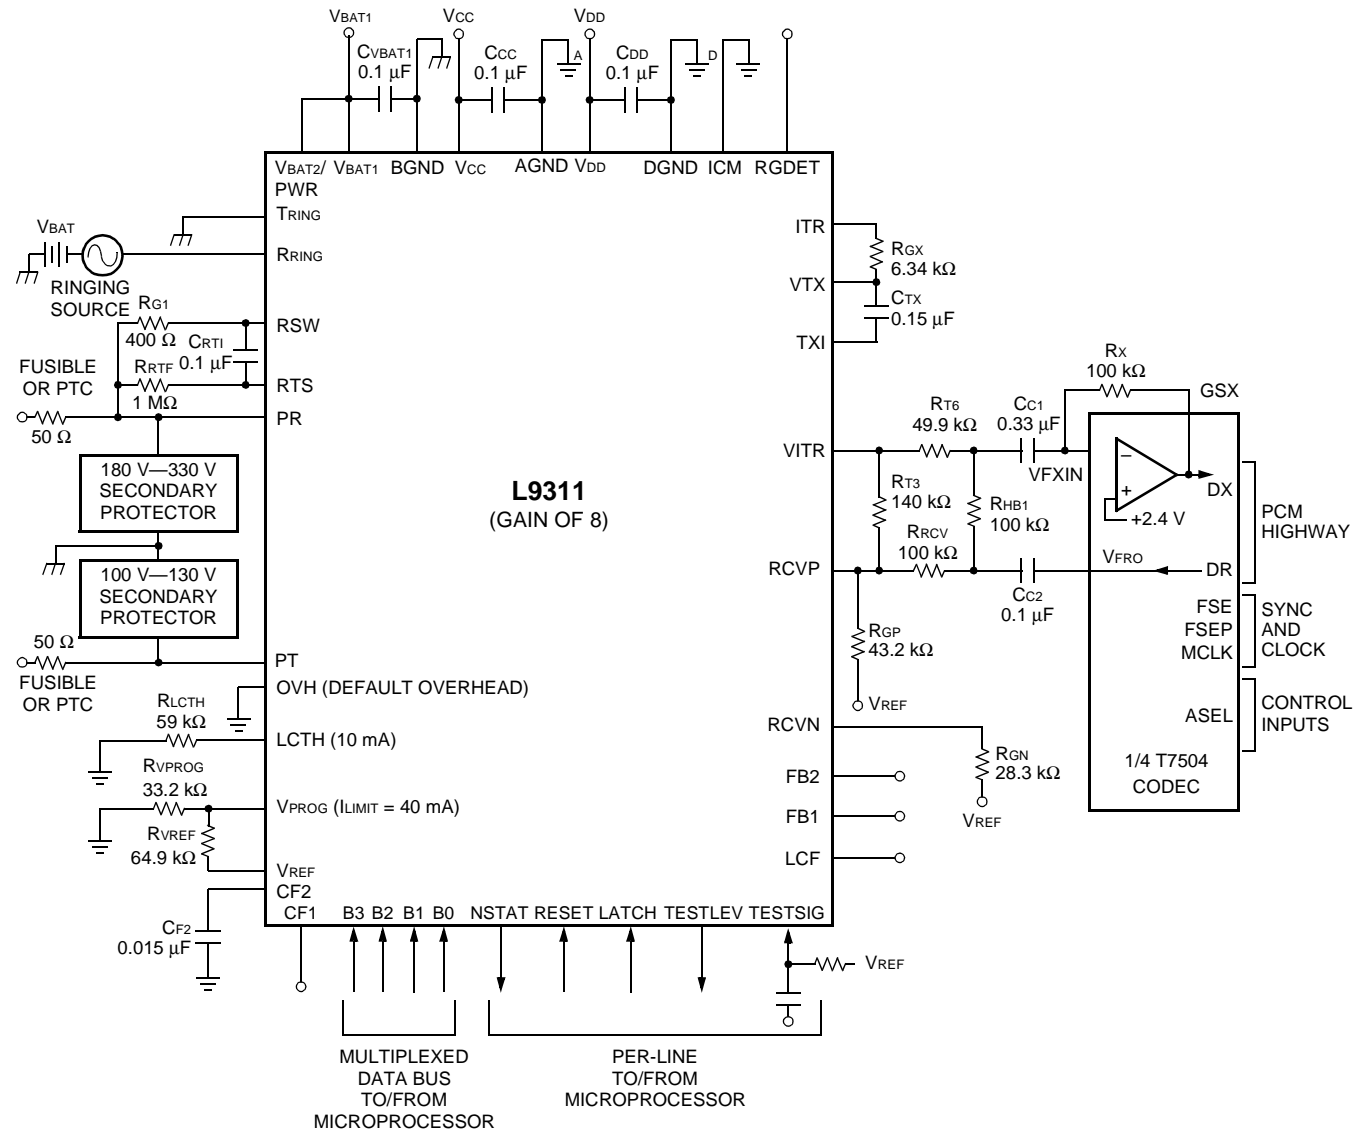 VBAT1
VCC
VDD
CVBAT1
0.1 µF
CCC
0.1 µF
A
CDD
0.1 µF
D
VBAT2/
PWR
VBAT1
BGND
VCC
AGND
VDD
DGND
ICM
RGDET
TRING
VBAT
RRING
RINGING
SOURCE
RG1
400 Ω
RSW
CRTI
0.1 µF
RRTF
1 MΩ
RTS
FUSIBLE
OR PTC
50 Ω
PR
180 V—330 V
SECONDARY
PROTECTOR
100 V—130 V
SECONDARY
PROTECTOR
50 Ω
FUSIBLE
OR PTC
PT
OVH (DEFAULT OVERHEAD)
RLCTH
59 kΩ
LCTH (10 mA)
RVPROG
33.2 kΩ
VPROG (ILIMIT = 40 mA)
RVREF
64.9 kΩ
VREF
CF2
CF2
0.015 µF
CF1
L9311
(GAIN OF 8)
ITR
RGX
6.34 kΩ
VTX
CTX
0.15 µF
TXI
RX
100 kΩ
GSX
RT6
49.9 kΩ
CC1
0.33 µF
VITR
VFXIN
–
+
+2.4 V
DX
RT3
140 kΩ
RHB1
100 kΩ
RRCV
100 kΩ
RCVP
CC2
0.1 µF
VFRO
DR
PCM
HIGHWAY
FSE
FSEP
MCLK
SYNC
AND
CLOCK
RGP
43.2 kΩ
VREF
ASEL
CONTROL
INPUTS
RCVN
RGN
28.3 kΩ
VREF
1/4 T7504
CODEC
FB2
FB1
LCF
B3 B2 B1 B0
NSTAT RESET LATCH TESTLEV TESTSIG
VREF
MULTIPLEXED
DATA BUS
TO/FROM
MICROPROCESSOR
PER-LINE
TO/FROM
MICROPROCESSOR